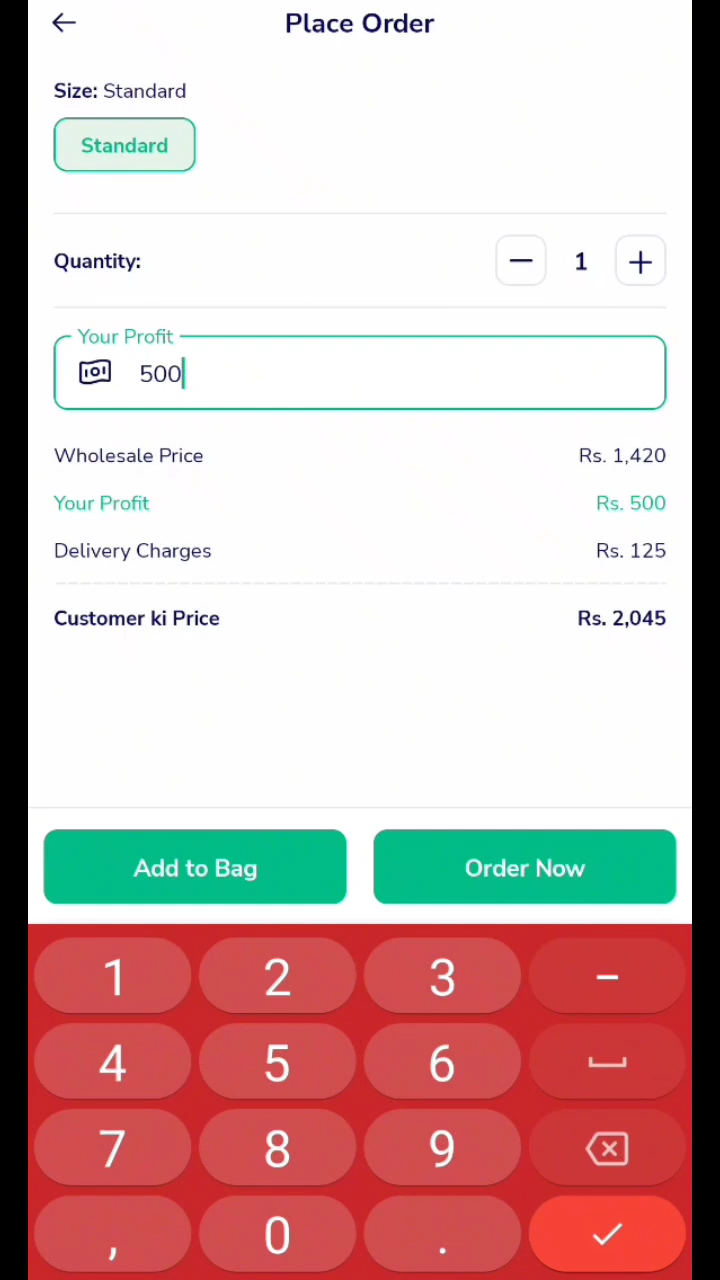 Place Order
Size: Standard
Standard
Quantity: 1
Your Profit
500
Wholesale Price Rs. 1,420
Your Profit Rs. 500
Delivery Charges Rs. 125
Customer ki Price Rs. 2,045
Add to Bag Order Now
1 2 3 –
4 5 6
7 8 9
, 0 .